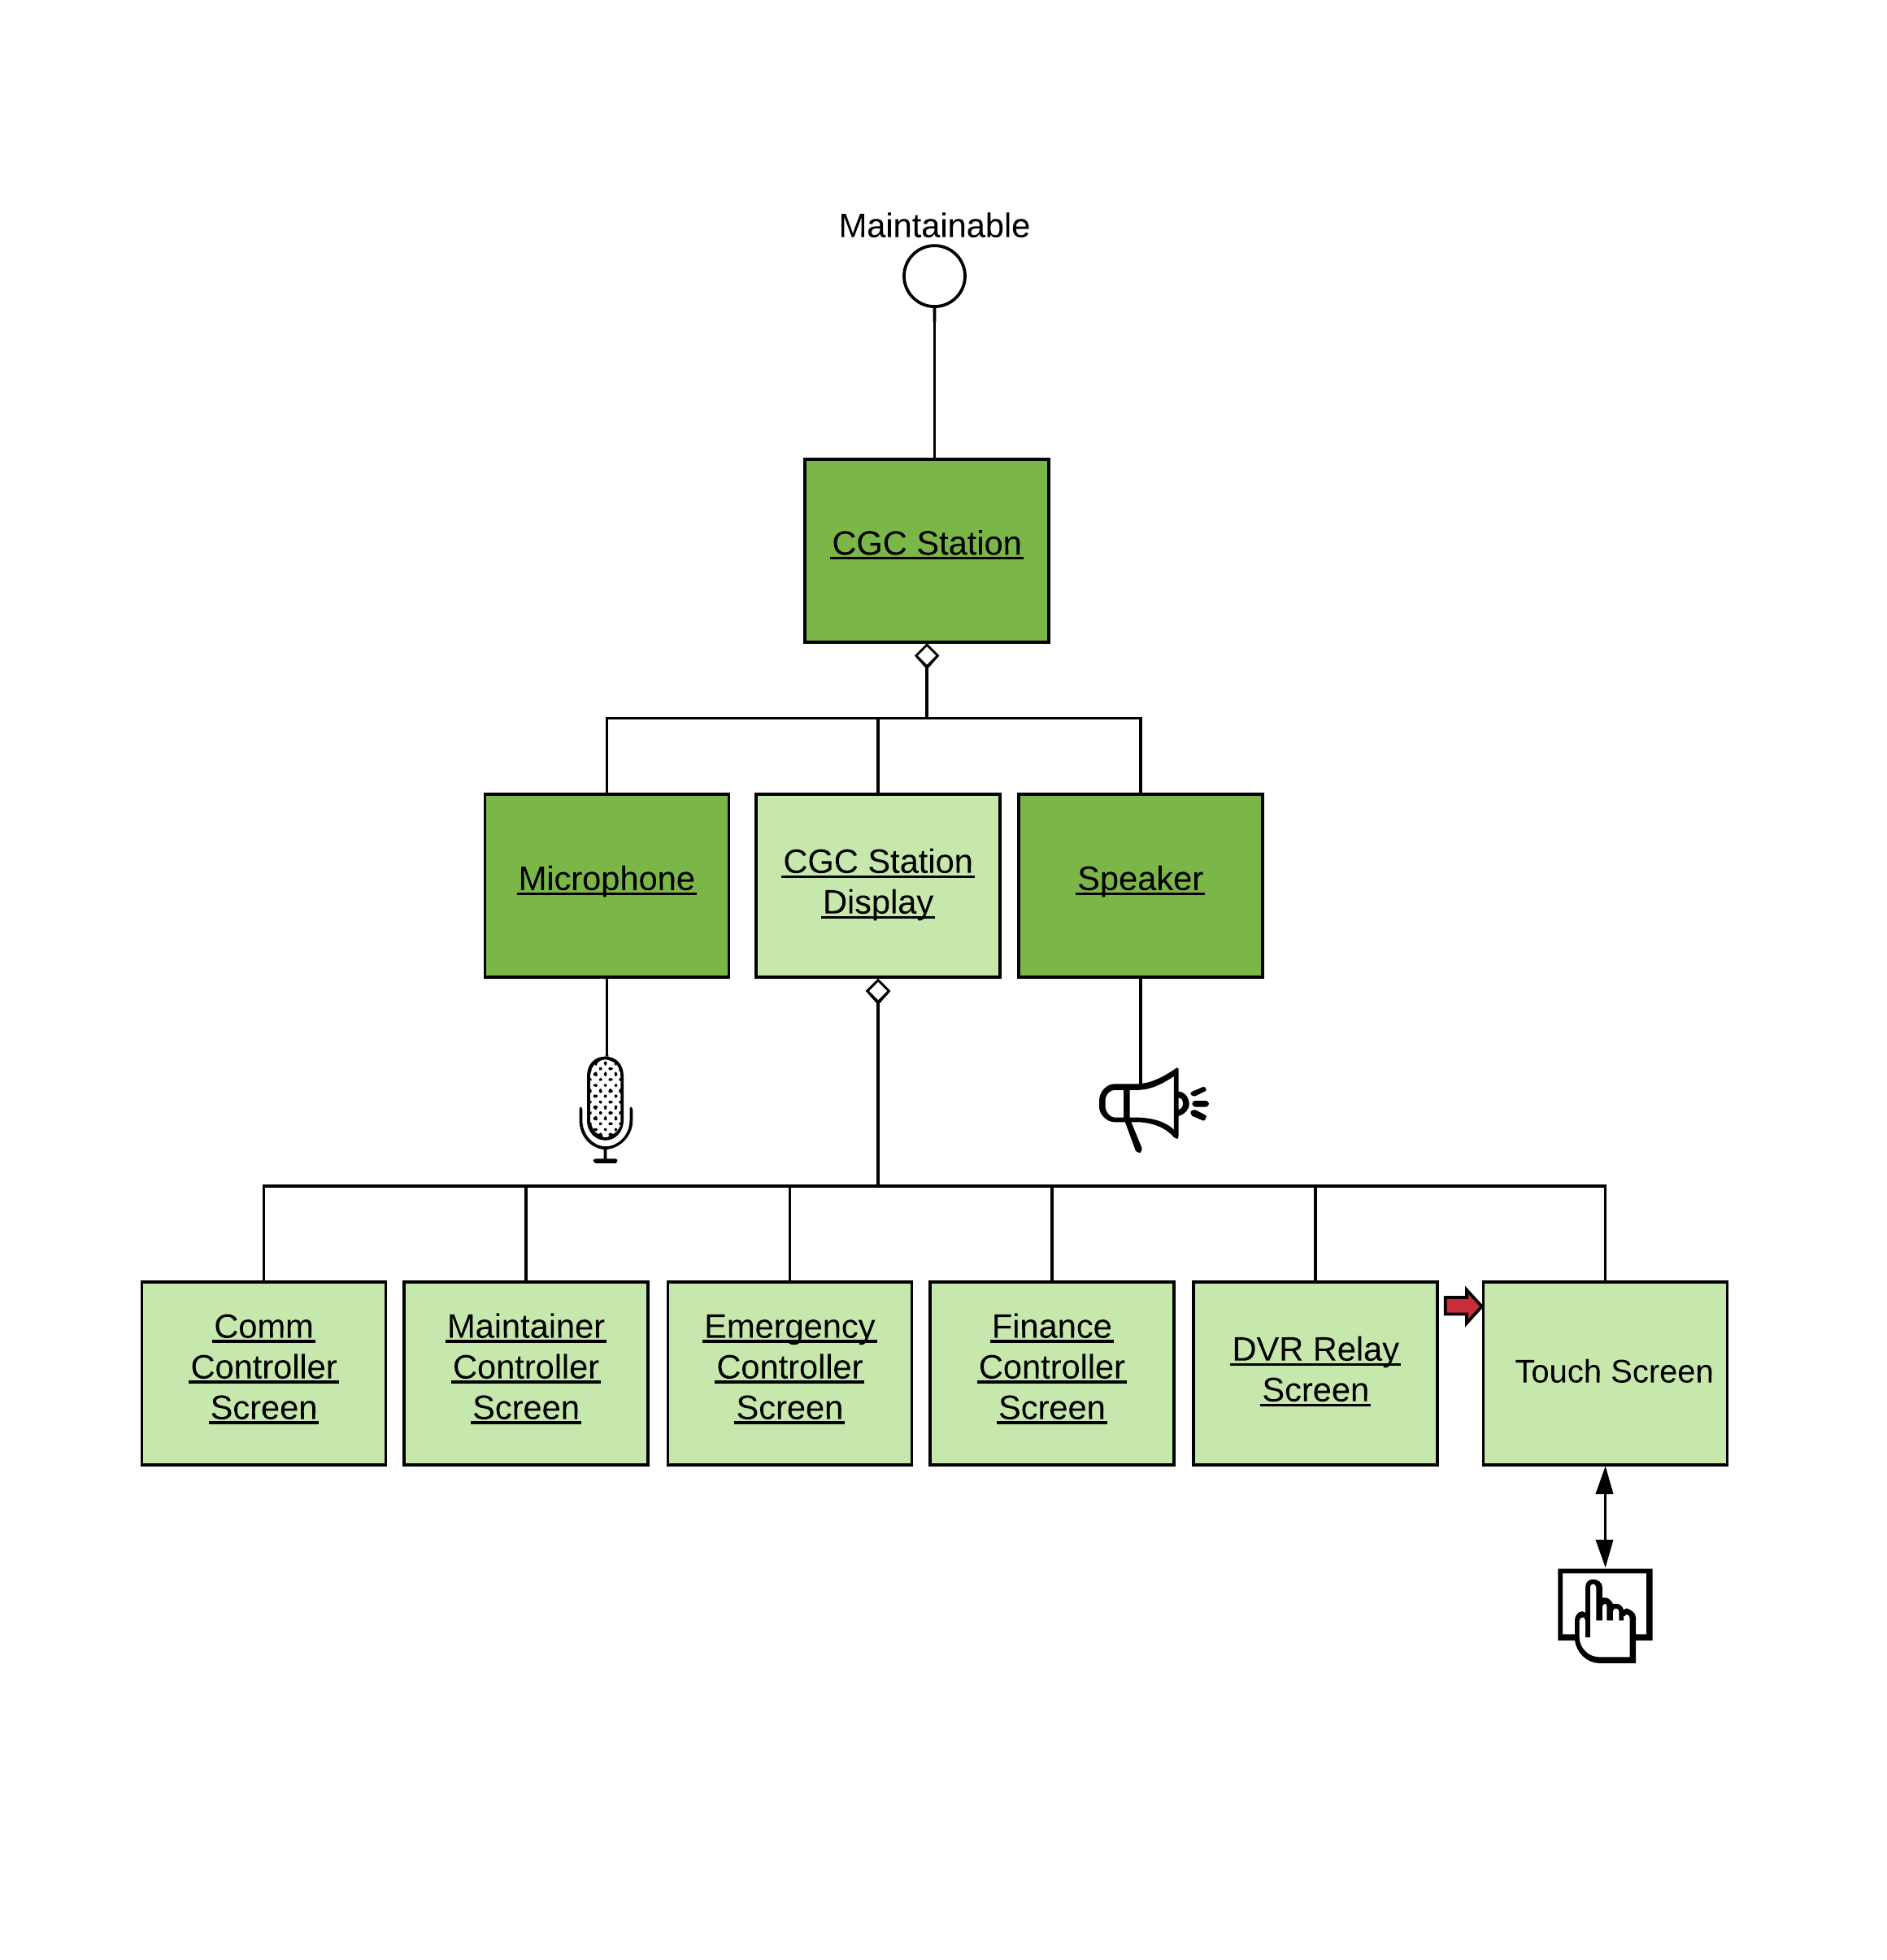 Maintainable
CGC Station
Microphone
CGC Station
Display
Speaker
Comm
Controller
Screen
Maintainer
Controller
Screen
Emergency
Controller
Screen
Finance
Controller
Screen
DVR Relay
Screen
Touch Screen